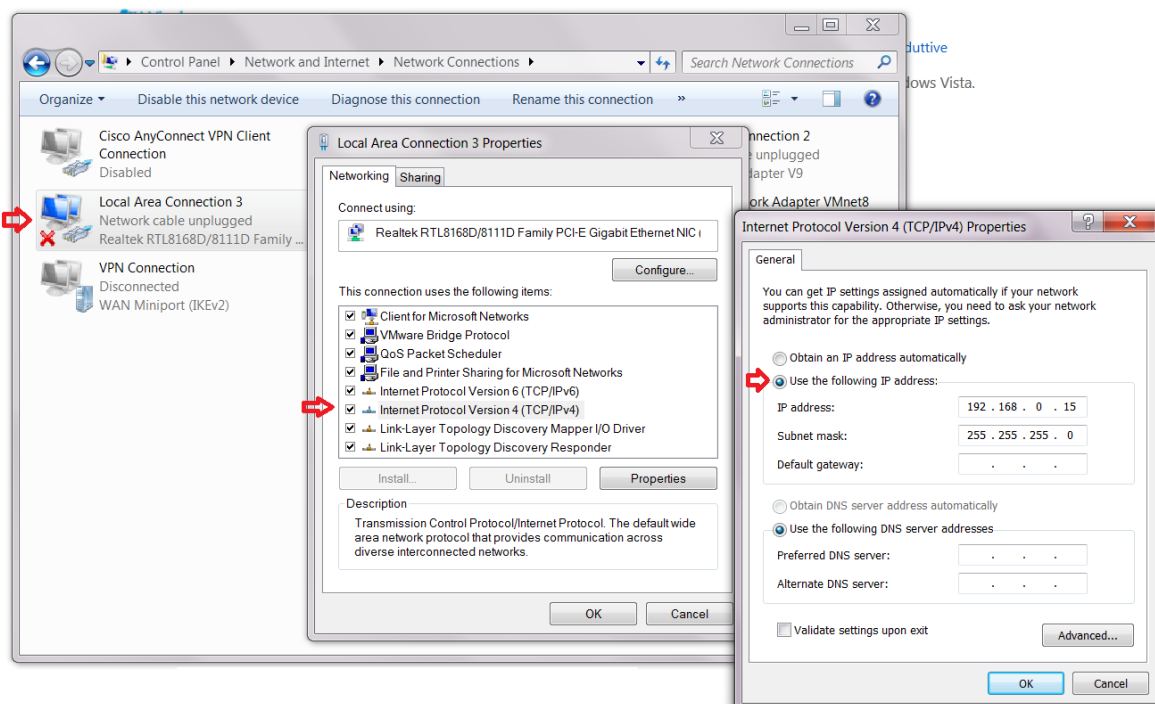 duttive
Control Panel Network and Internet Network Connections
Search Network Connections
dows Vista.
Organize
Disable this network device
Diagnose this connection
Rename this connection
»
Cisco AnyConnect VPN Client
Connection
Disabled
Local Area Connection 3
Network cable unplugged
Realtek RTL8168D/8111D Family ...
VPN Connection
Disconnected
WAN Miniport (IKEv2)
nnection 2
e unplugged
dapter V9
ork Adapter VMnet8
Local Area Connection 3 Properties
Networking
Sharing
Connect using:
Realtek RTL8168D/8111D Family PCI-E Gigabit Ethernet NIC (
Configure...
This connection uses the following items:
Client for Microsoft Networks
VMware Bridge Protocol
QoS Packet Scheduler
File and Printer Sharing for Microsoft Networks
Internet Protocol Version 6 (TCP/IPv6)
Internet Protocol Version 4 (TCP/IPv4)
Link-Layer Topology Discovery Mapper I/O Driver
Link-Layer Topology Discovery Responder
Install...
Uninstall
Properties
Description
Transmission Control Protocol/Internet Protocol. The default wide
area network protocol that provides communication across
diverse interconnected networks.
OK
Cancel
Internet Protocol Version 4 (TCP/IPv4) Properties
General
You can get IP settings assigned automatically if your network
supports this capability. Otherwise, you need to ask your network
administrator for the appropriate IP settings.
Obtain an IP address automatically
Use the following IP address:
IP address:
192 . 168 . 0 . 15
Subnet mask:
255 . 255 . 255 . 0
Default gateway:
. . .
Obtain DNS server address automatically
Use the following DNS server addresses
Preferred DNS server:
. . .
Alternate DNS server:
. . .
Validate settings upon exit
Advanced...
OK
Cancel